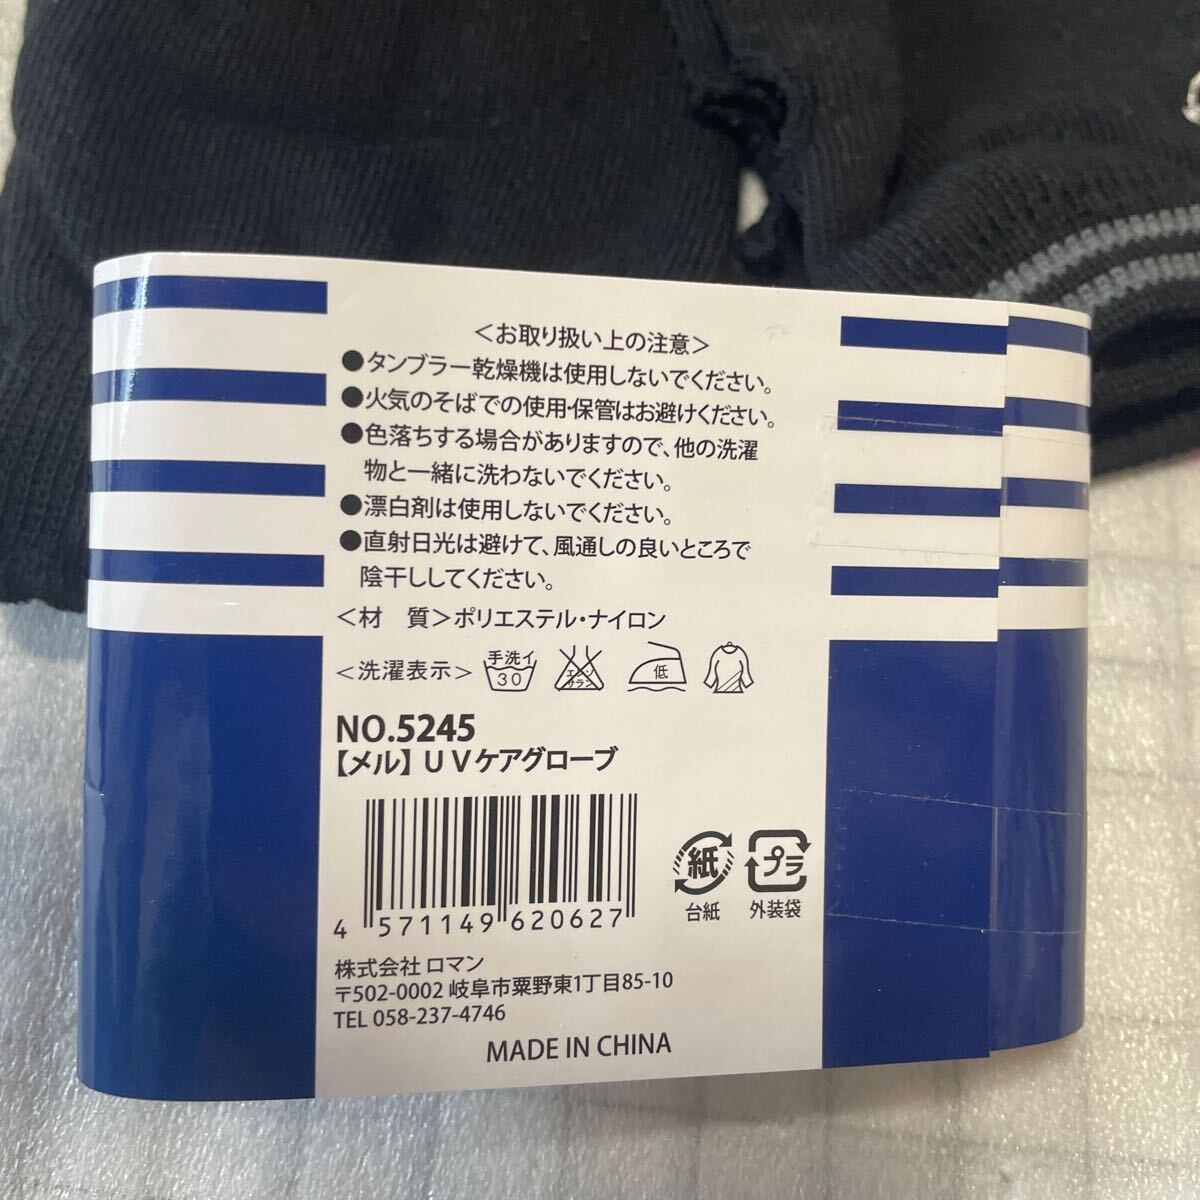 ＜お取り扱い上の注意＞
●タンブラー乾燥機は使用しないでください。
●火気のそばでの使用・保管はお避けください。
●色落ちする場合がありますので、他の洗濯
物と一緒に洗わないでください。
●漂白剤は使用しないでください。
●直射日光は避けて、風通しの良いところで
陰干ししてください。
＜材　質＞ポリエステル・ナイロン
＜洗濯表示＞ 手洗イ 30 エンソサラシ 低
NO.5245
【メル】UVケアグローブ
4 571149 620627
紙 プラ
台紙 外装袋
株式会社 ロマン
〒502-0002 岐阜市粟野東1丁目85-10
TEL 058-237-4746
MADE IN CHINA